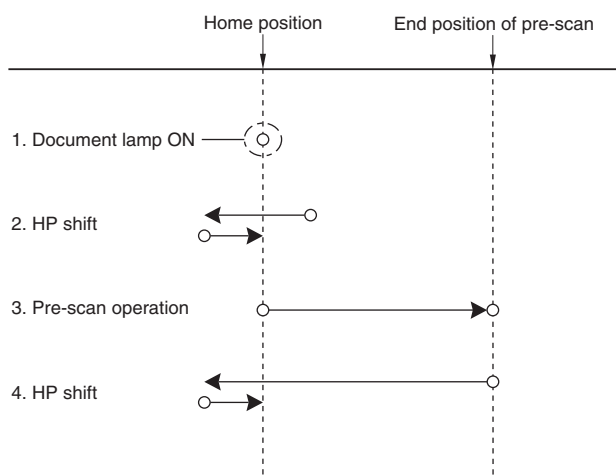 Home position
End position of pre-scan
1. Document lamp ON
2. HP shift
3. Pre-scan operation
4. HP shift